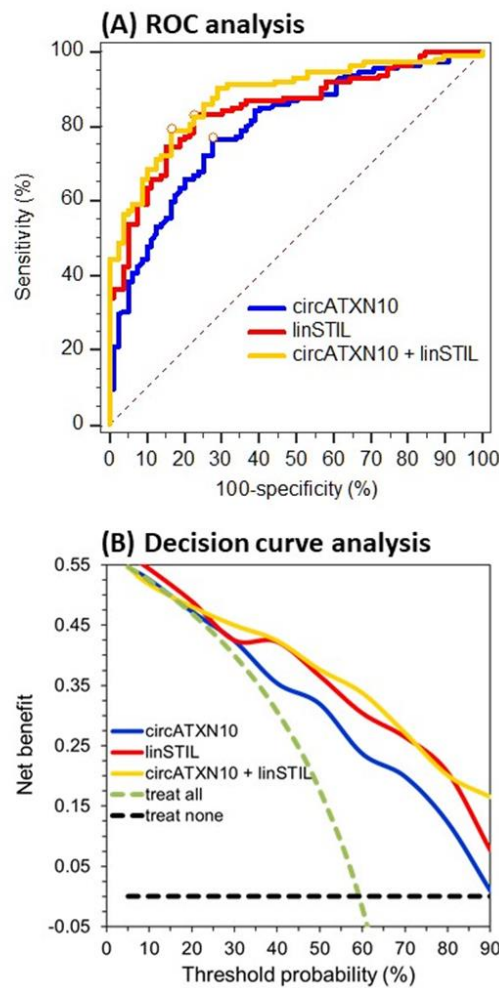 (A) ROC analysis
100
80
60
40
20
0
Sensitivity (%)
circATXN10
linSTIL
circATXN10 + linSTIL
0 10 20 30 40 50 60 70 80 90 100
100-specificity (%)
(B) Decision curve analysis
0.55
0.45
0.35
0.25
0.15
0.05
-0.05
Net benefit
circATXN10
linSTIL
circATXN10 + linSTIL
treat all
treat none
0 10 20 30 40 50 60 70 80 90
Threshold probability (%)